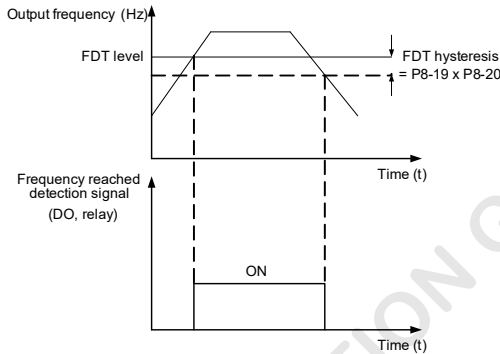 Output frequency (Hz)
FDT level
FDT hysteresis
= P8-19 x P8-20
Time (t)
Frequency reached
detection signal
(DO, relay)
ON
Time (t)